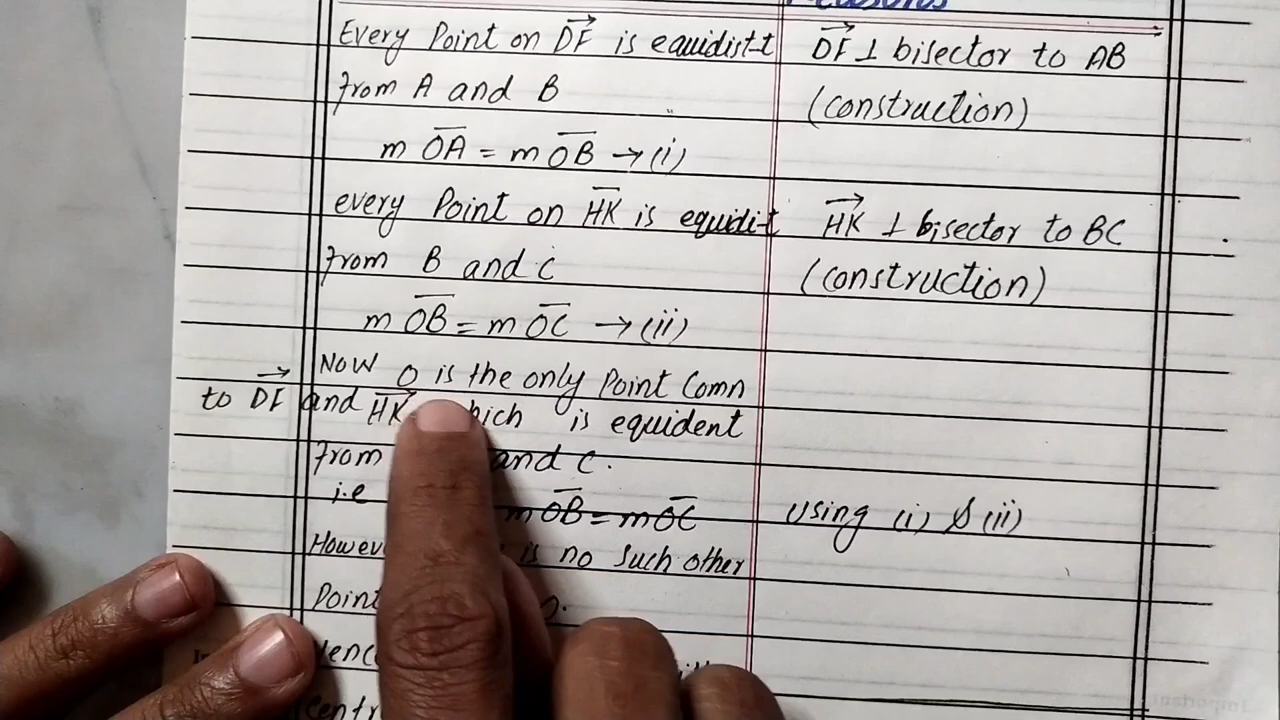 Reasons
Every Point on DF is equidist-t DF ⊥ bisector to AB
from A and B (construction)
m OA = m OB → (i)
every Point on HK is equidi-t HK ⊥ bisector to BC
from B and C (construction)
m OB = m OC → (ii)
Now O is the only Point Comn
to DF and HK which is equident
from and C.
i.e m OB = m OC using (i) & (ii)
is no such other
Point